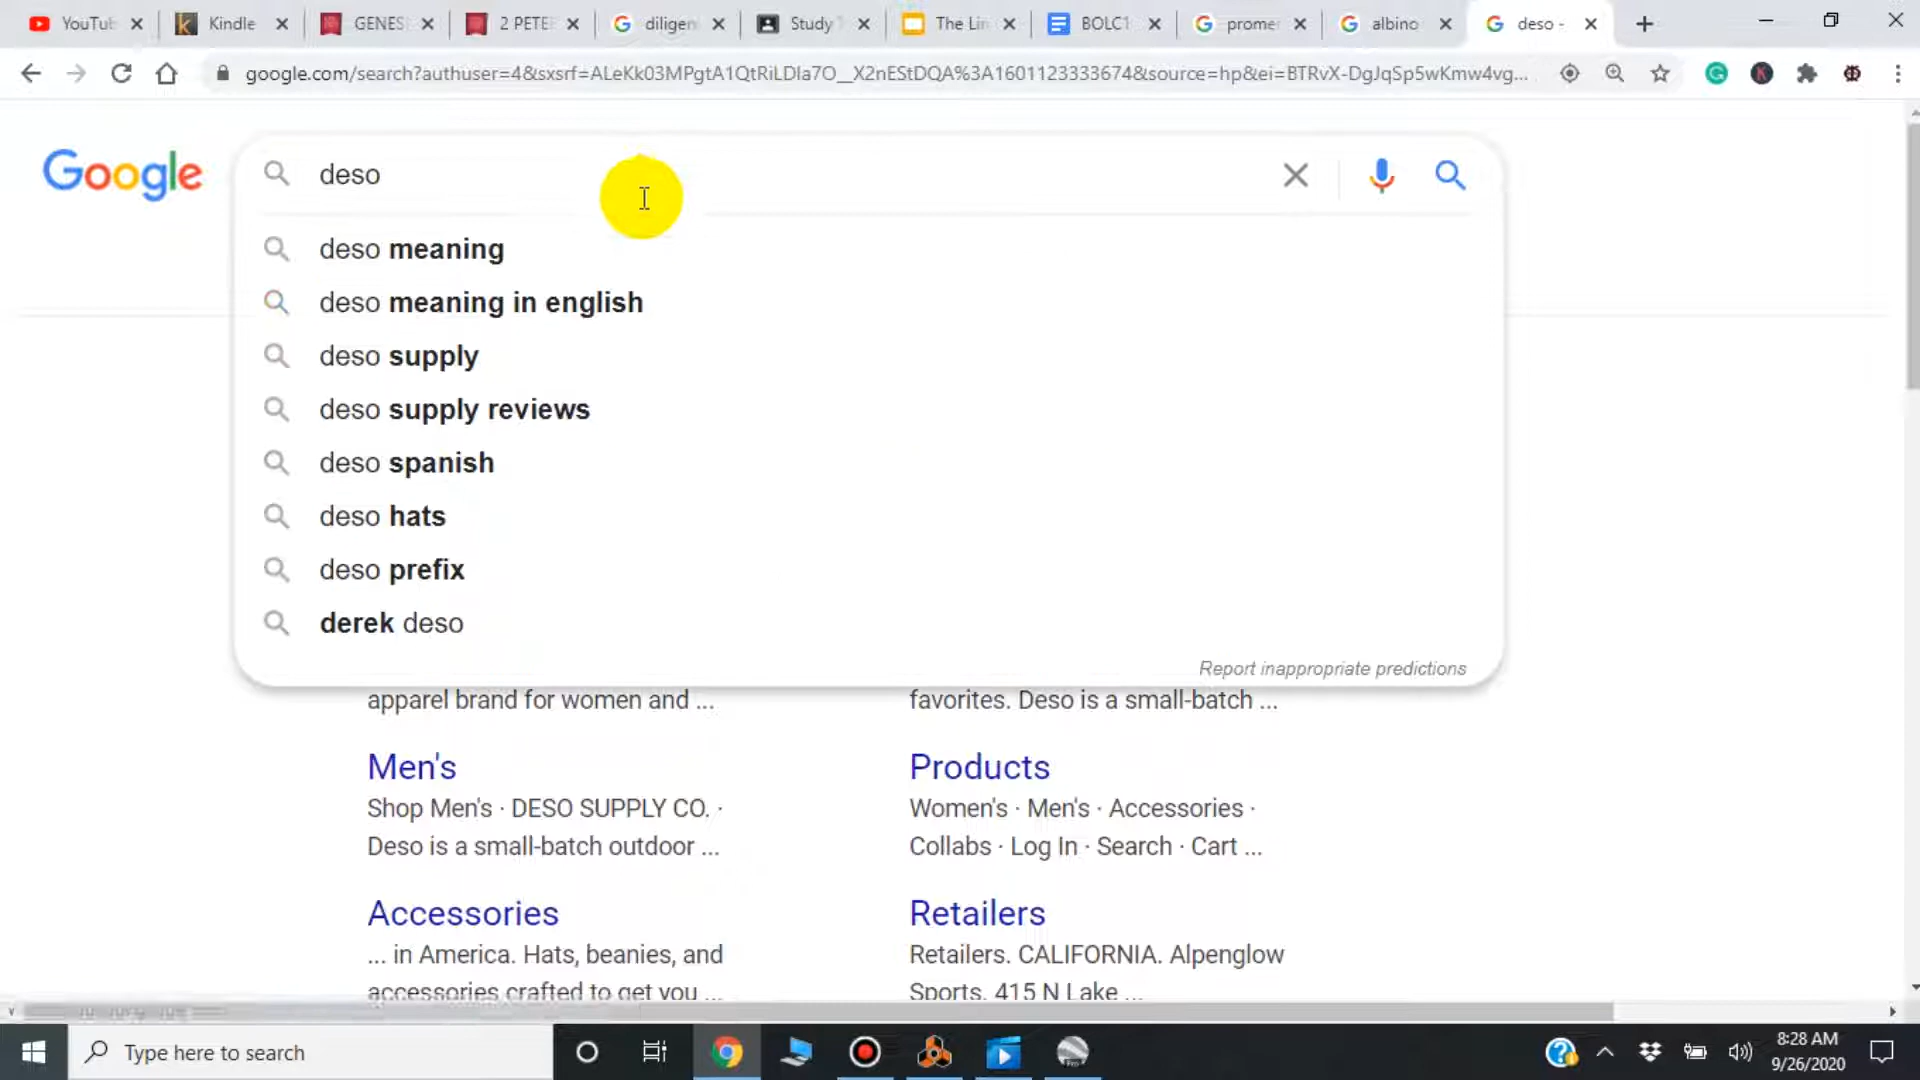 YouTub
Kindle
GENES
2 PETE
diligen
Study
The Lin
BOLC1
prome
albino
deso -
google.com/search?authuser=4&sxsrf=ALeKk03MPgtA1QtRiLDIa7O__X2nEStDQA%3A1601123333674&source=hp&ei=BTRvX-DgJqSp5wKmw4vg...
Google
deso
deso meaning
deso meaning in english
deso supply
deso supply reviews
deso spanish
deso hats
deso prefix
derek deso
Report inappropriate predictions
apparel brand for women and ...
favorites. Deso is a small-batch ...
Men's
Shop Men's · DESO SUPPLY CO. ·
Deso is a small-batch outdoor ...
Products
Women's · Men's · Accessories ·
Collabs · Log In · Search · Cart ...
Accessories
... in America. Hats, beanies, and
accessories crafted to get you ...
Retailers
Retailers. CALIFORNIA. Alpenglow
Sports. 415 N Lake ...
Type here to search
8:28 AM
9/26/2020